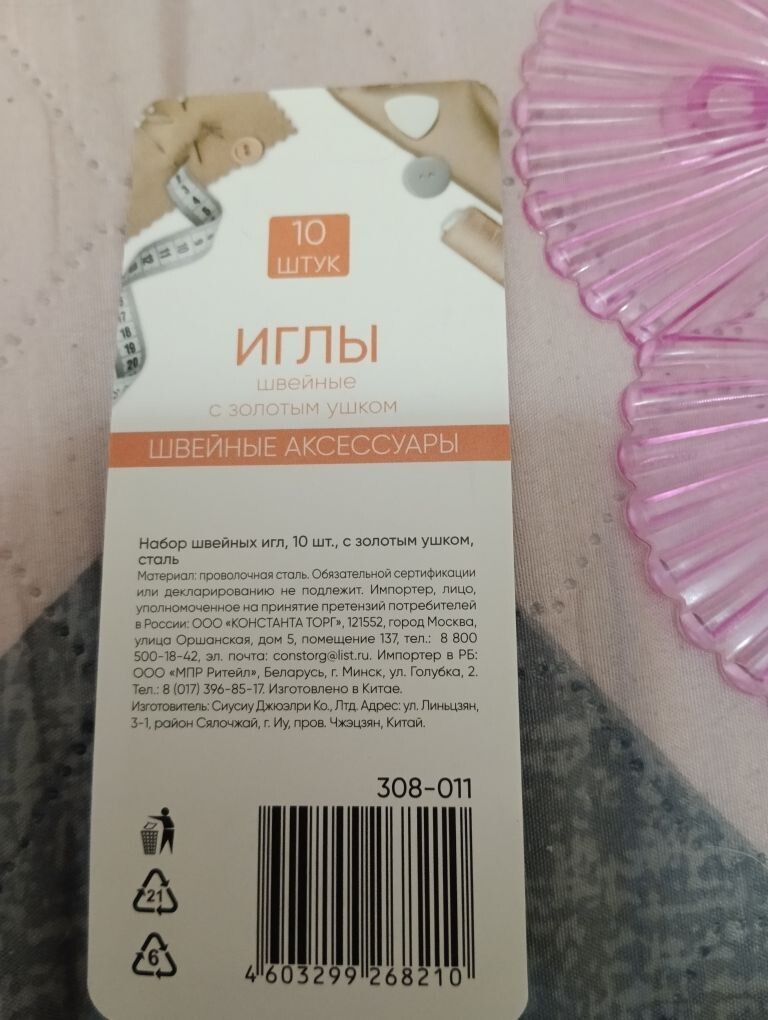 10
ШТУК
ИГЛЫ
швейные
с золотым ушком
ШВЕЙНЫЕ АКСЕССУАРЫ
Набор швейных игл, 10 шт., с золотым ушком,
сталь
Материал: проволочная сталь. Обязательной сертификации
или декларированию не подлежит. Импортер, лицо,
уполномоченное на принятие претензий потребителей
в России: ООО «КОНСТАНТА ТОРГ», 121552, город Москва,
улица Оршанская, дом 5, помещение 137, тел.: 8 800
500-18-42, эл. почта: constorg@list.ru. Импортер в РБ:
ООО «МПР Ритейл», Беларусь, г. Минск, ул. Голубка, 2.
Тел.: 8 (017) 396-85-17. Изготовлено в Китае.
Изготовитель: Сиусиу Джюэлри Ко., Лтд. Адрес: ул. Линьцзян,
3-1, район Сялочжай, г. Иу, пров. Чжэцзян, Китай.
308-011
21
6
4 603299 268210